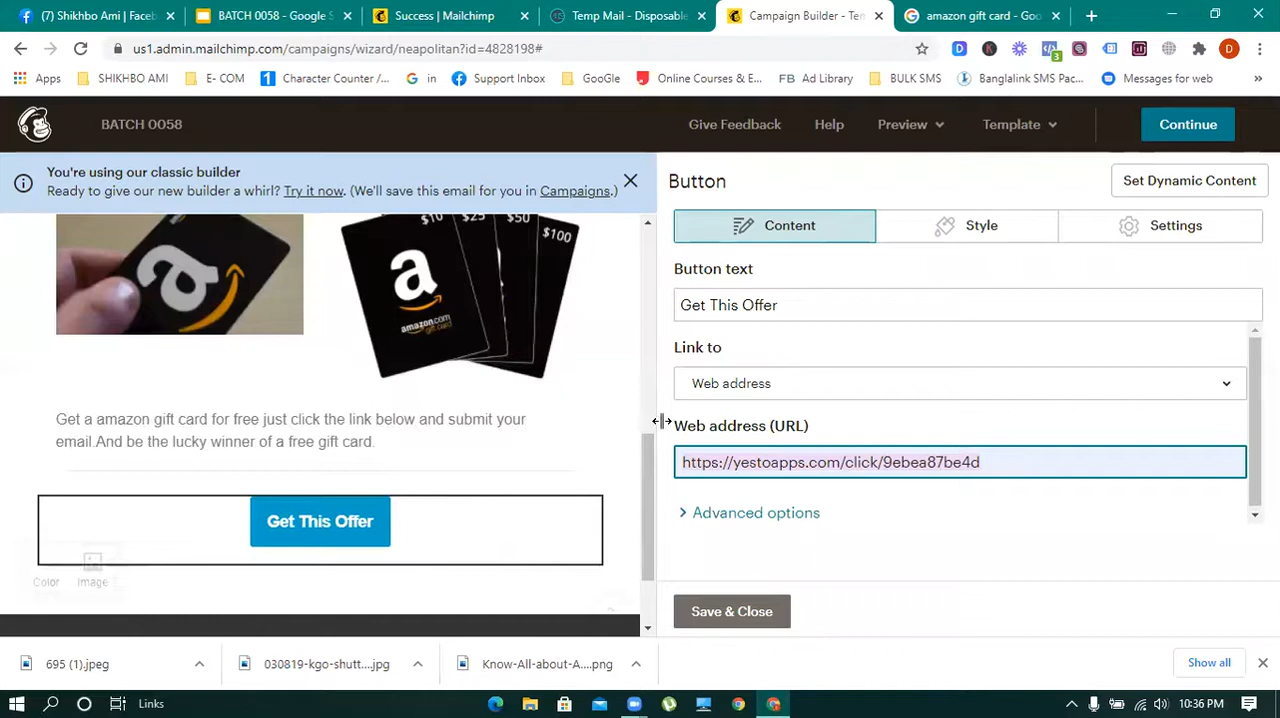 (7) Shikhbo Ami | Faceb
BATCH 0058 - Google S
Success | Mailchimp
Temp Mail - Disposable
Campaign Builder - Tem
amazon gift card - Goo
us1.admin.mailchimp.com/campaigns/wizard/neapolitan?id=4828198#
Apps
SHIKHBO AMI
E- COM
Character Counter /...
in
Support Inbox
GooGle
Online Courses & E...
FB Ad Library
BULK SMS
Banglalink SMS Pac...
Messages for web
BATCH 0058
Give Feedback
Help
Preview
Template
Continue
You're using our classic builder
Ready to give our new builder a whirl? Try it now. (We'll save this email for you in Campaigns.)
Button
Set Dynamic Content
Content
Style
Settings
$10
$25
$50
$100
a
a
amazon.com
gift card
Button text
Get This Offer
Link to
Web address
Get a amazon gift card for free just click the link below and submit your
email.And be the lucky winner of a free gift card.
Web address (URL)
https://yestoapps.com/click/9ebea87be4d
Advanced options
Get This Offer
Color
Image
Save & Close
695 (1).jpeg
030819-kgo-shutt....jpg
Know-All-about-A....png
Show all
Links
10:36 PM